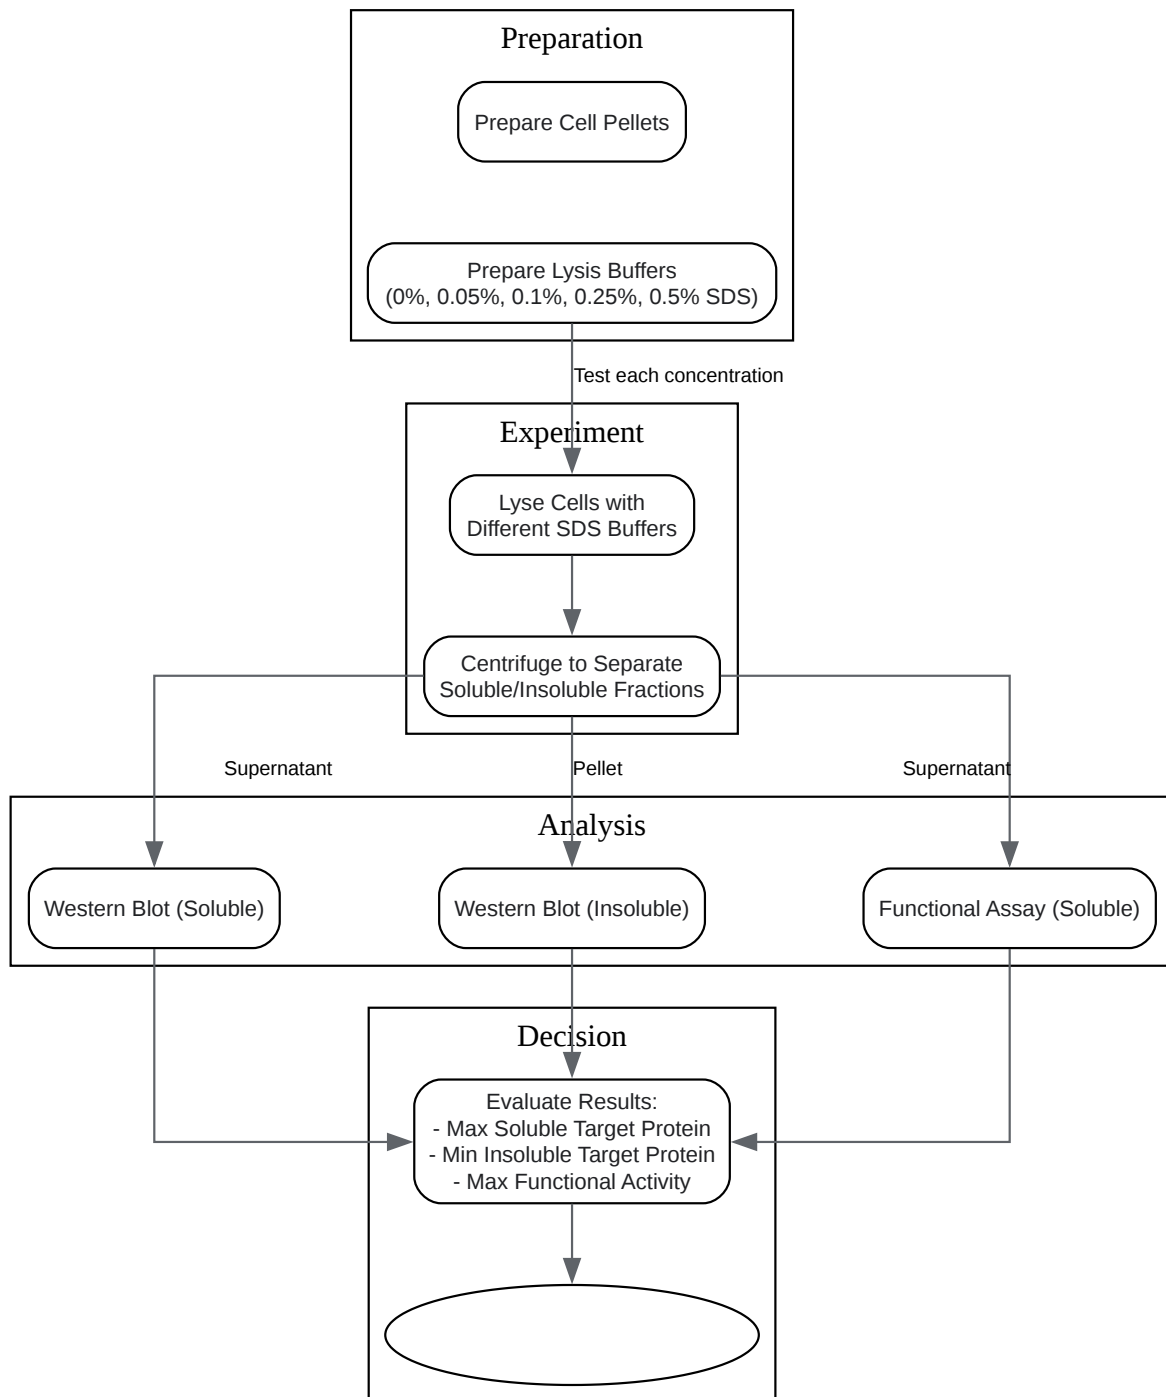 Preparation
Prepare Cell Pellets
Prepare Lysis Buffers
(0%, 0.05%, 0.1%, 0.25%, 0.5% SDS)
Test each concentration
Experiment
Lyse Cells with
Different SDS Buffers
Centrifuge to Separate
Soluble/Insoluble Fractions
Supernatant
Pellet
Supernatant
Analysis
Western Blot (Soluble)
Western Blot (Insoluble)
Functional Assay (Soluble)
Decision
Evaluate Results:
- Max Soluble Target Protein
- Min Insoluble Target Protein
- Max Functional Activity